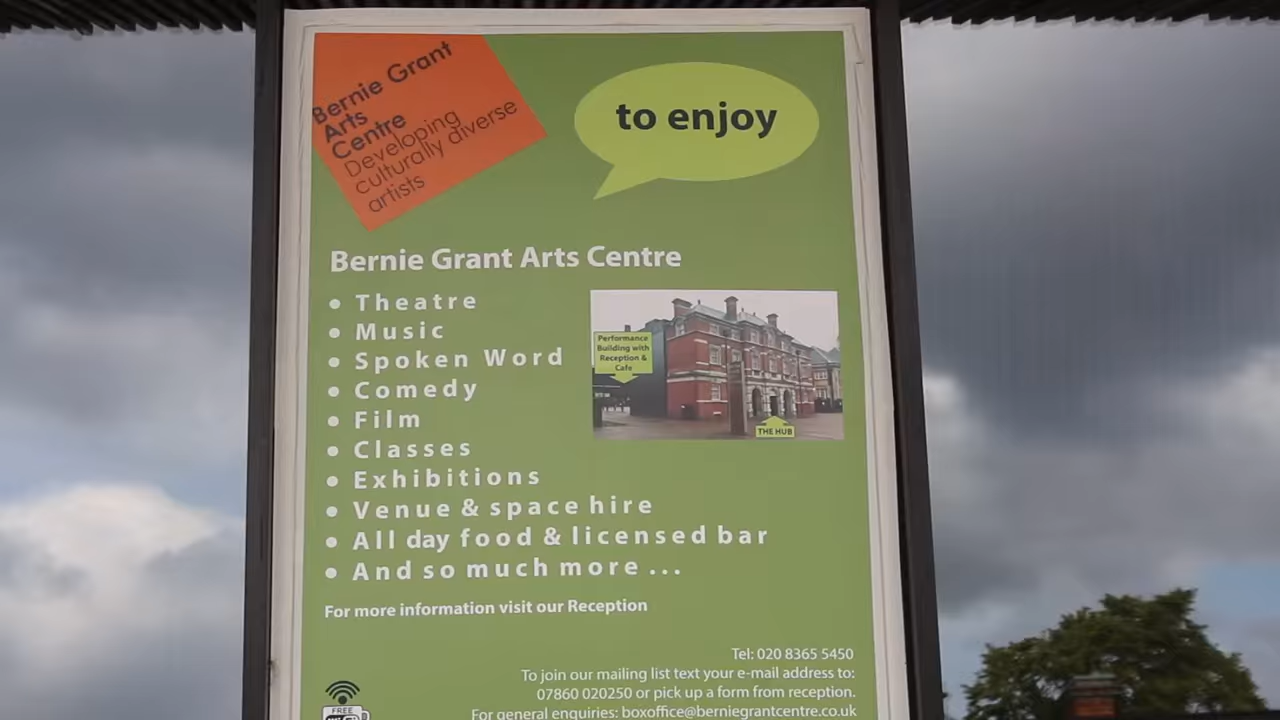 Bernie Grant
Arts
Centre
Developing
culturally diverse
artists
to enjoy
Bernie Grant Arts Centre
• Theatre
• Music
• Spoken Word
• Comedy
• Film
• Classes
• Exhibitions
• Venue & space hire
• All day food & licensed bar
• And so much more ...
Performance
Building with
Reception &
Cafe
THE HUB
For more information visit our Reception
Tel: 020 8365 5450
To join our mailing list text your e-mail address to:
07860 020250 or pick up a form from reception.
For general enquiries: boxoffice@berniegrantcentre.co.uk
FREE